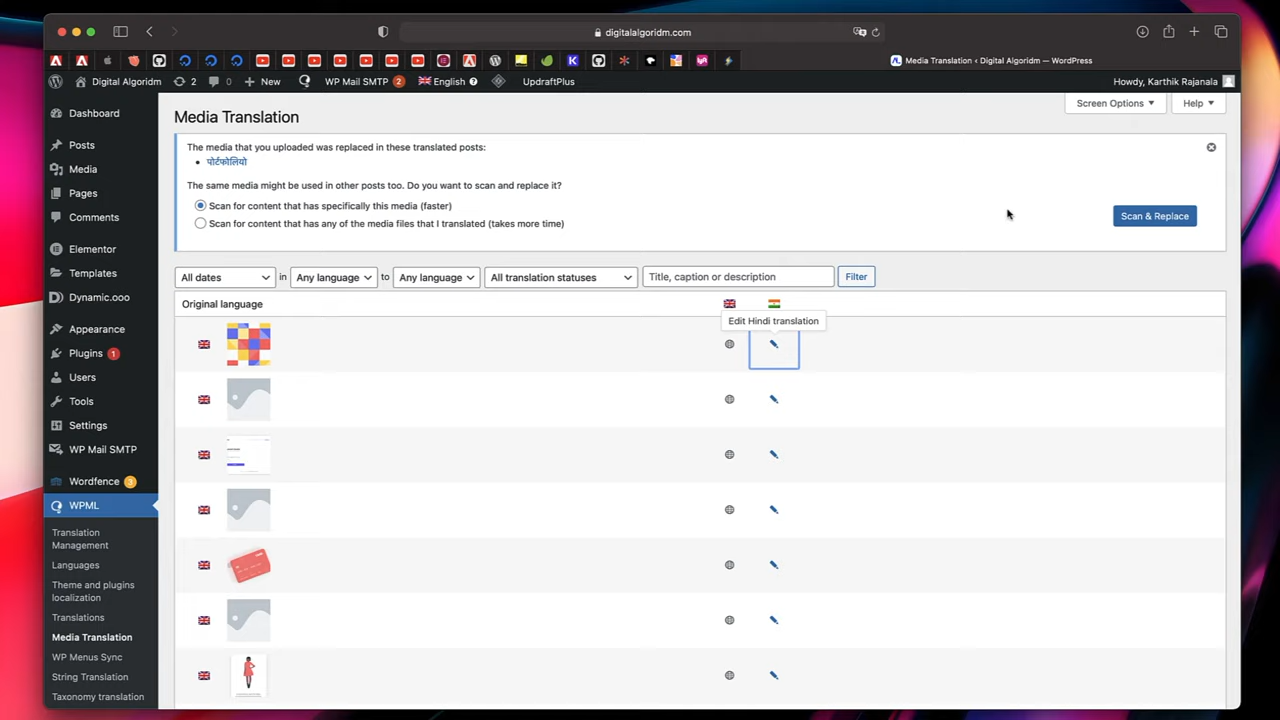 digitalalgoridm.com
Media Translation < Digital Algoridm — WordPress
Digital Algoridm
2
0
New
WP Mail SMTP 2
English
UpdraftPlus
Howdy, Karthik Rajanala
Dashboard
Posts
Media
Pages
Comments
Elementor
Templates
Dynamic.ooo
Appearance
Plugins 1
Users
Tools
Settings
WP Mail SMTP
Wordfence 3
WPML
Translation
Management
Languages
Theme and plugins
localization
Translations
Media Translation
WP Menus Sync
String Translation
Taxonomy translation
Screen Options
Help
Media Translation
The media that you uploaded was replaced in these translated posts:
• पोर्टफोलियो
The same media might be used in other posts too. Do you want to scan and replace it?
Scan for content that has specifically this media (faster)
Scan for content that has any of the media files that I translated (takes more time)
Scan & Replace
All dates in Any language to Any language All translation statuses Title, caption or description Filter
Original language
Edit Hindi translation